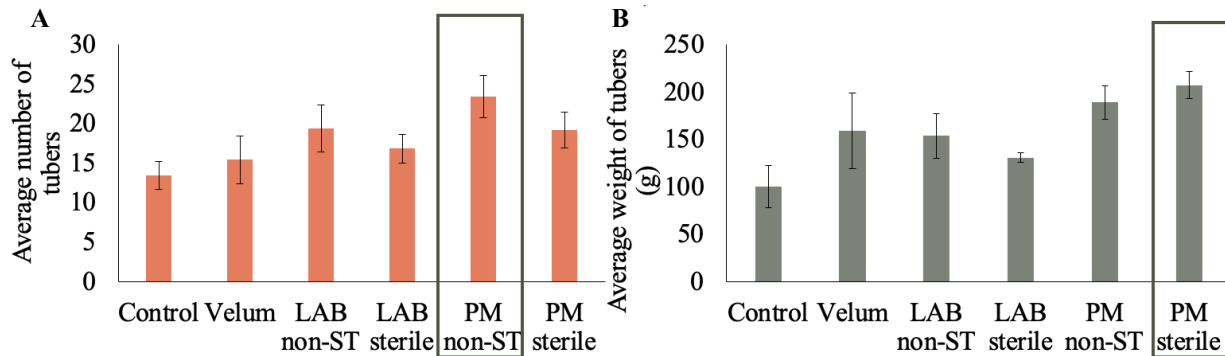 A
Average number of
tubers
30
25
20
15
10
5
0
Control
Velum
LAB
non-ST
LAB
sterile
PM
non-ST
PM
sterile
B
Average weight of tubers
(g)
250
200
150
100
50
0
Control
Velum
LAB
non-ST
LAB
sterile
PM
non-ST
PM
sterile